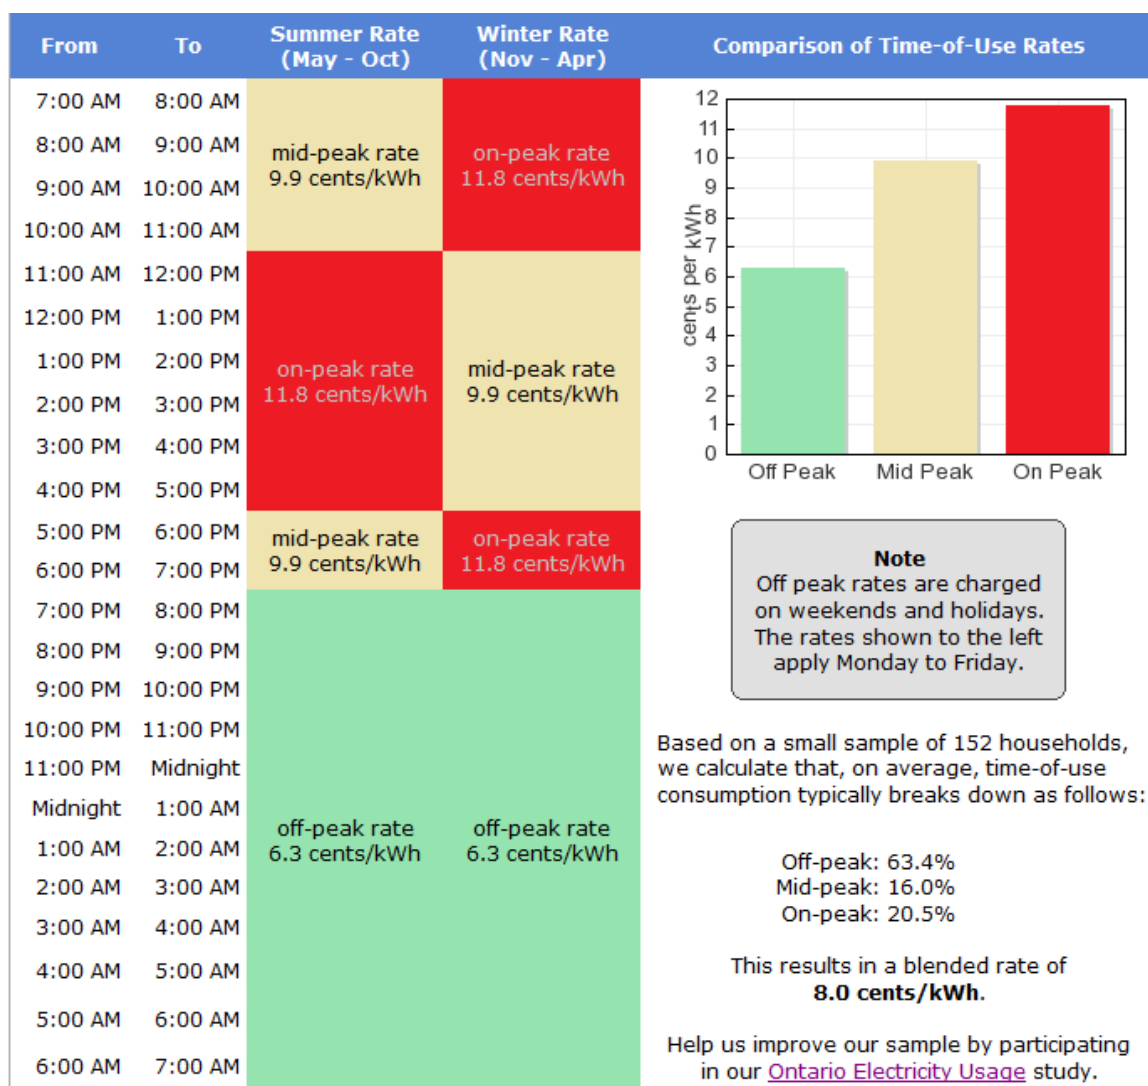 From To Summer Rate (May - Oct) Winter Rate (Nov - Apr) Comparison of Time-of-Use Rates
7:00 AM 8:00 AM
8:00 AM 9:00 AM
9:00 AM 10:00 AM
10:00 AM 11:00 AM
mid-peak rate
9.9 cents/kWh
on-peak rate
11.8 cents/kWh
11:00 AM 12:00 PM
12:00 PM 1:00 PM
1:00 PM 2:00 PM
2:00 PM 3:00 PM
3:00 PM 4:00 PM
4:00 PM 5:00 PM
on-peak rate
11.8 cents/kWh
mid-peak rate
9.9 cents/kWh
5:00 PM 6:00 PM
6:00 PM 7:00 PM
mid-peak rate
9.9 cents/kWh
on-peak rate
11.8 cents/kWh
7:00 PM 8:00 PM
8:00 PM 9:00 PM
9:00 PM 10:00 PM
10:00 PM 11:00 PM
11:00 PM Midnight
Midnight 1:00 AM
1:00 AM 2:00 AM
2:00 AM 3:00 AM
3:00 AM 4:00 AM
4:00 AM 5:00 AM
5:00 AM 6:00 AM
6:00 AM 7:00 AM
off-peak rate
6.3 cents/kWh
off-peak rate
6.3 cents/kWh
cents per kWh
12
11
10
9
8
7
6
5
4
3
2
1
0
Off Peak Mid Peak On Peak
Note
Off peak rates are charged
on weekends and holidays.
The rates shown to the left
apply Monday to Friday.
Based on a small sample of 152 households,
we calculate that, on average, time-of-use
consumption typically breaks down as follows:
Off-peak: 63.4%
Mid-peak: 16.0%
On-peak: 20.5%
This results in a blended rate of
8.0 cents/kWh.
Help us improve our sample by participating
in our Ontario Electricity Usage study.